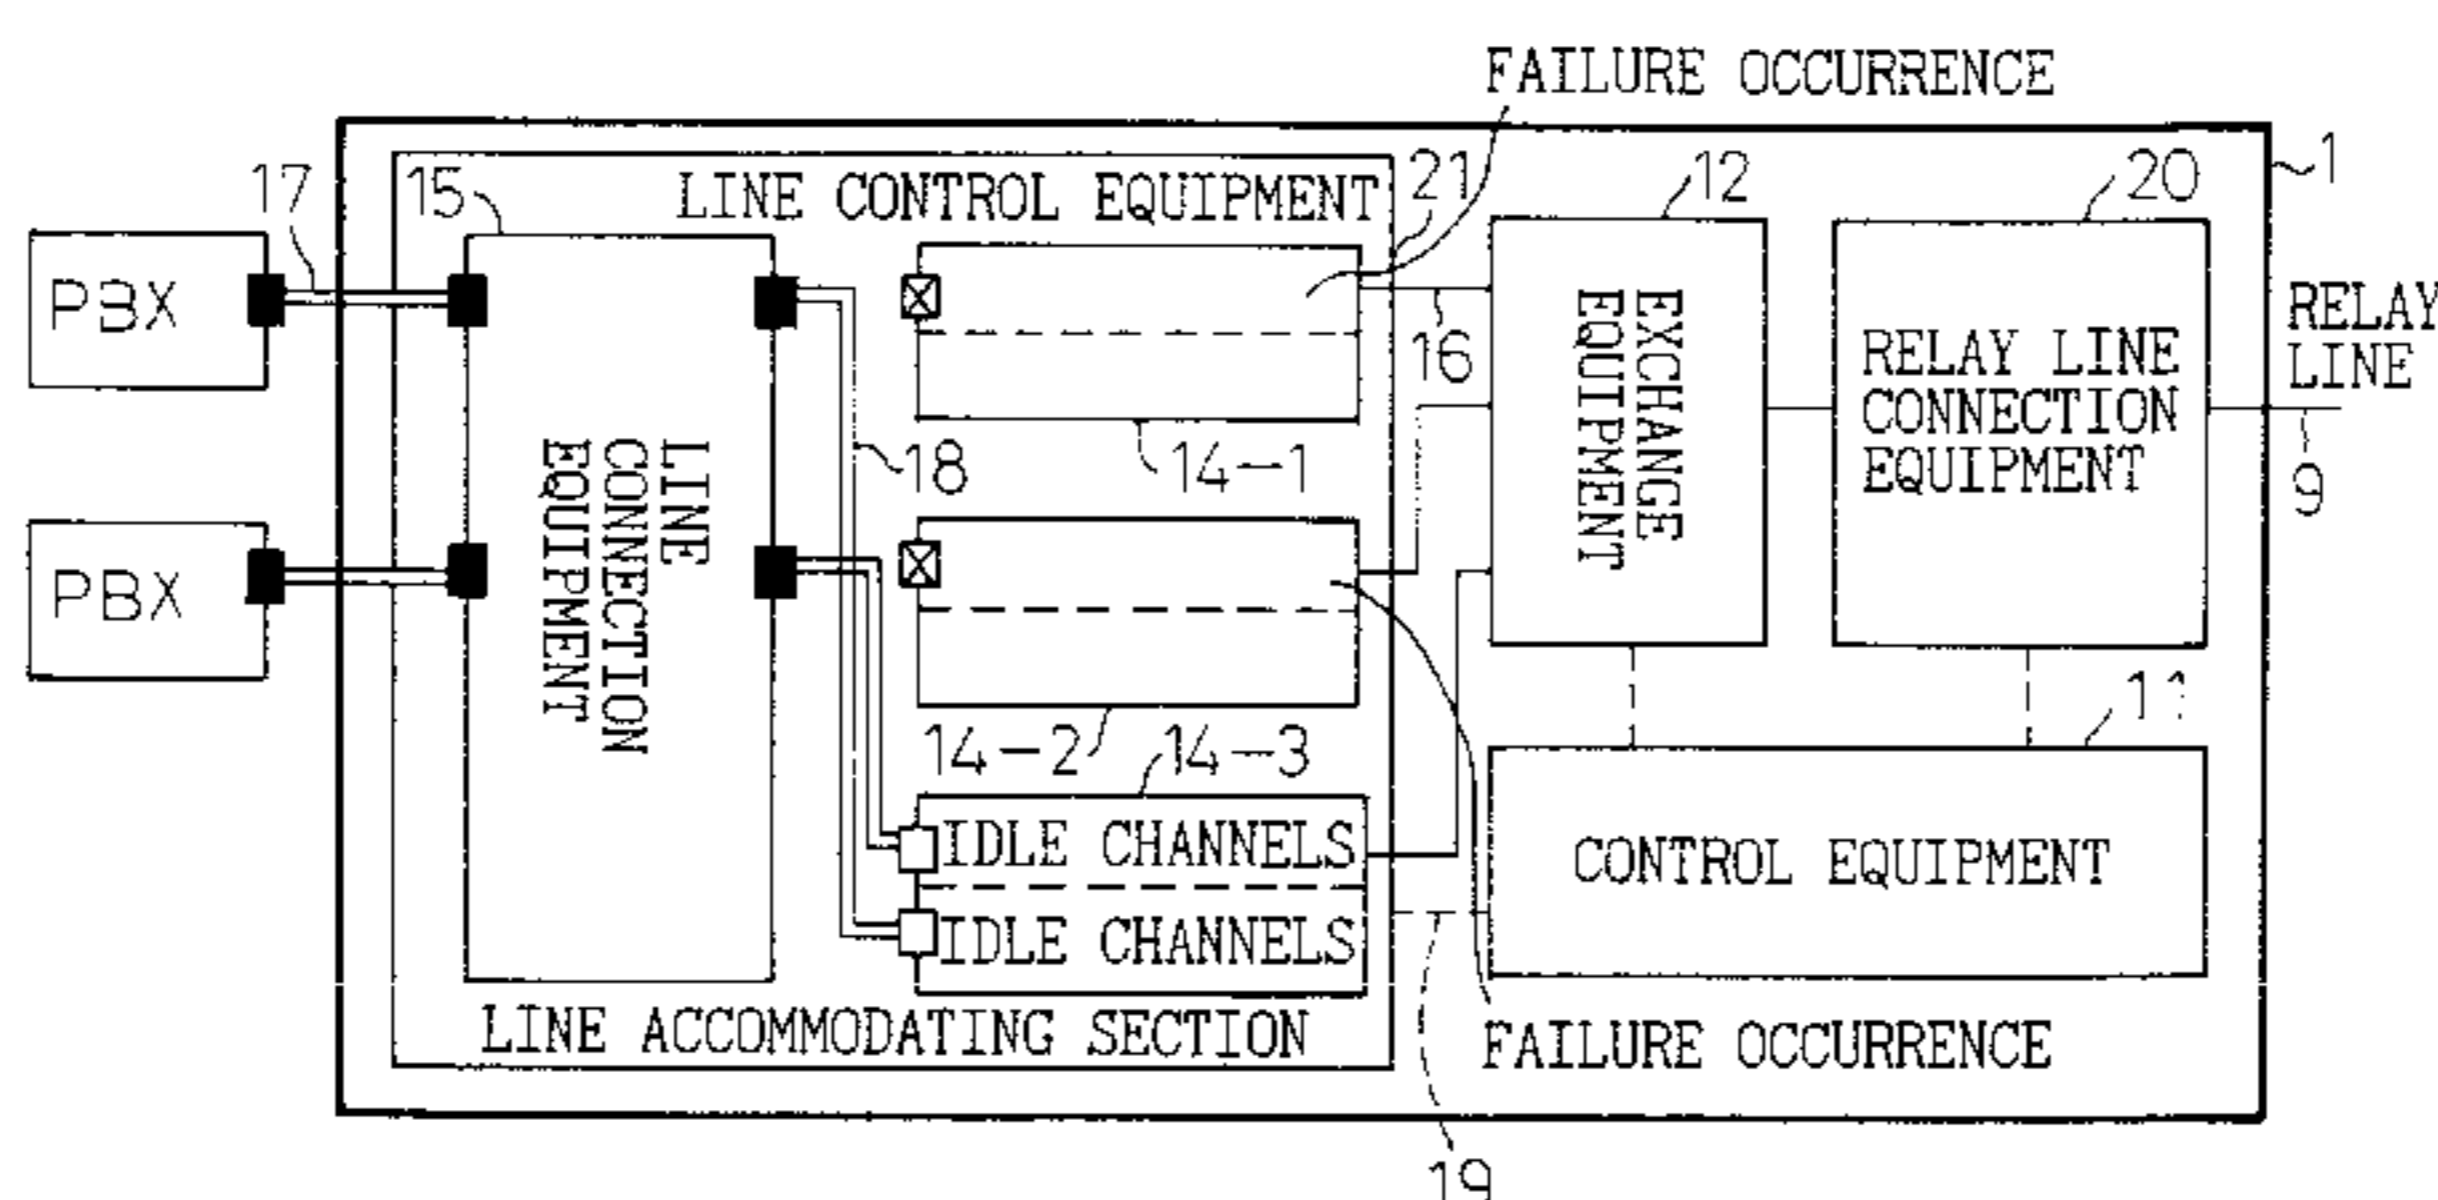 FAILURE OCCURRENCE
1
17
15
LINE CONTROL EQUIPMENT
21
12
20
PBX
16
EXCHANGE
EQUIPMENT
RELAY LINE
CONNECTION
EQUIPMENT
RELAY
LINE
9
18
14-1
LINE
CONNECTION
EQUIPMENT
PBX
14-2
14-3
11
IDLE CHANNELS
IDLE CHANNELS
CONTROL EQUIPMENT
LINE ACCOMMODATING SECTION
FAILURE OCCURRENCE
19